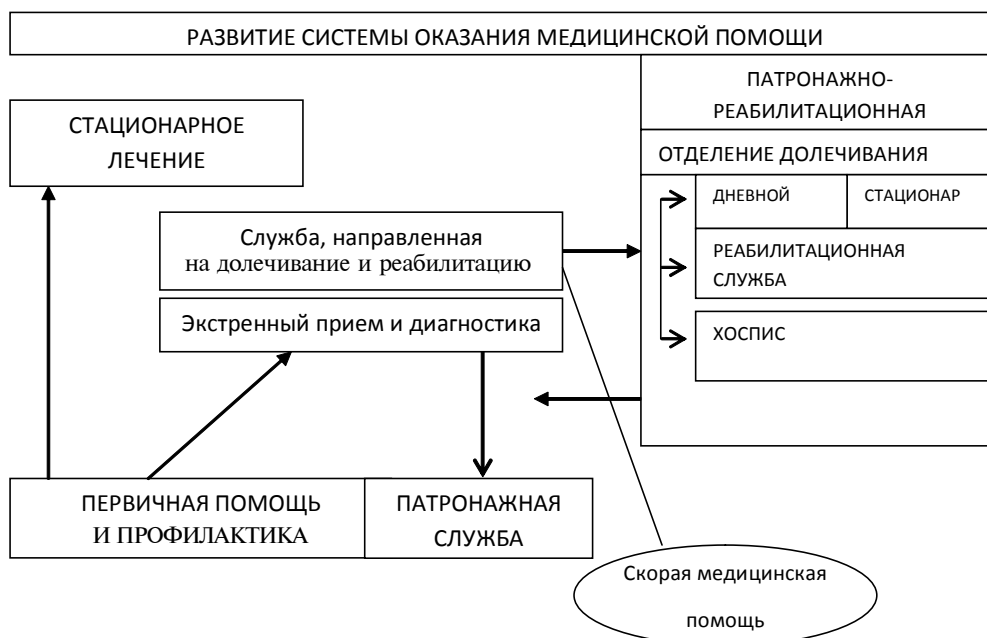 РАЗВИТИЕ СИСТЕМЫ ОКАЗАНИЯ МЕДИЦИНСКОЙ ПОМОЩИ
ПАТРОНАЖНО-
РЕАБИЛИТАЦИОННАЯ
СТАЦИОНАРНОЕ
ЛЕЧЕНИЕ
ОТДЕЛЕНИЕ ДОЛЕЧИВАНИЯ
ДНЕВНОЙ
СТАЦИОНАР
Служба, направленная
на долечивание и реабилитацию
РЕАБИЛИТАЦИОННАЯ
СЛУЖБА
Экстренный прием и диагностика
ХОСПИС
ПЕРВИЧНАЯ ПОМОЩЬ
И ПРОФИЛАКТИКА
ПАТРОНАЖНАЯ
СЛУЖБА
Скорая медицинская
помощь